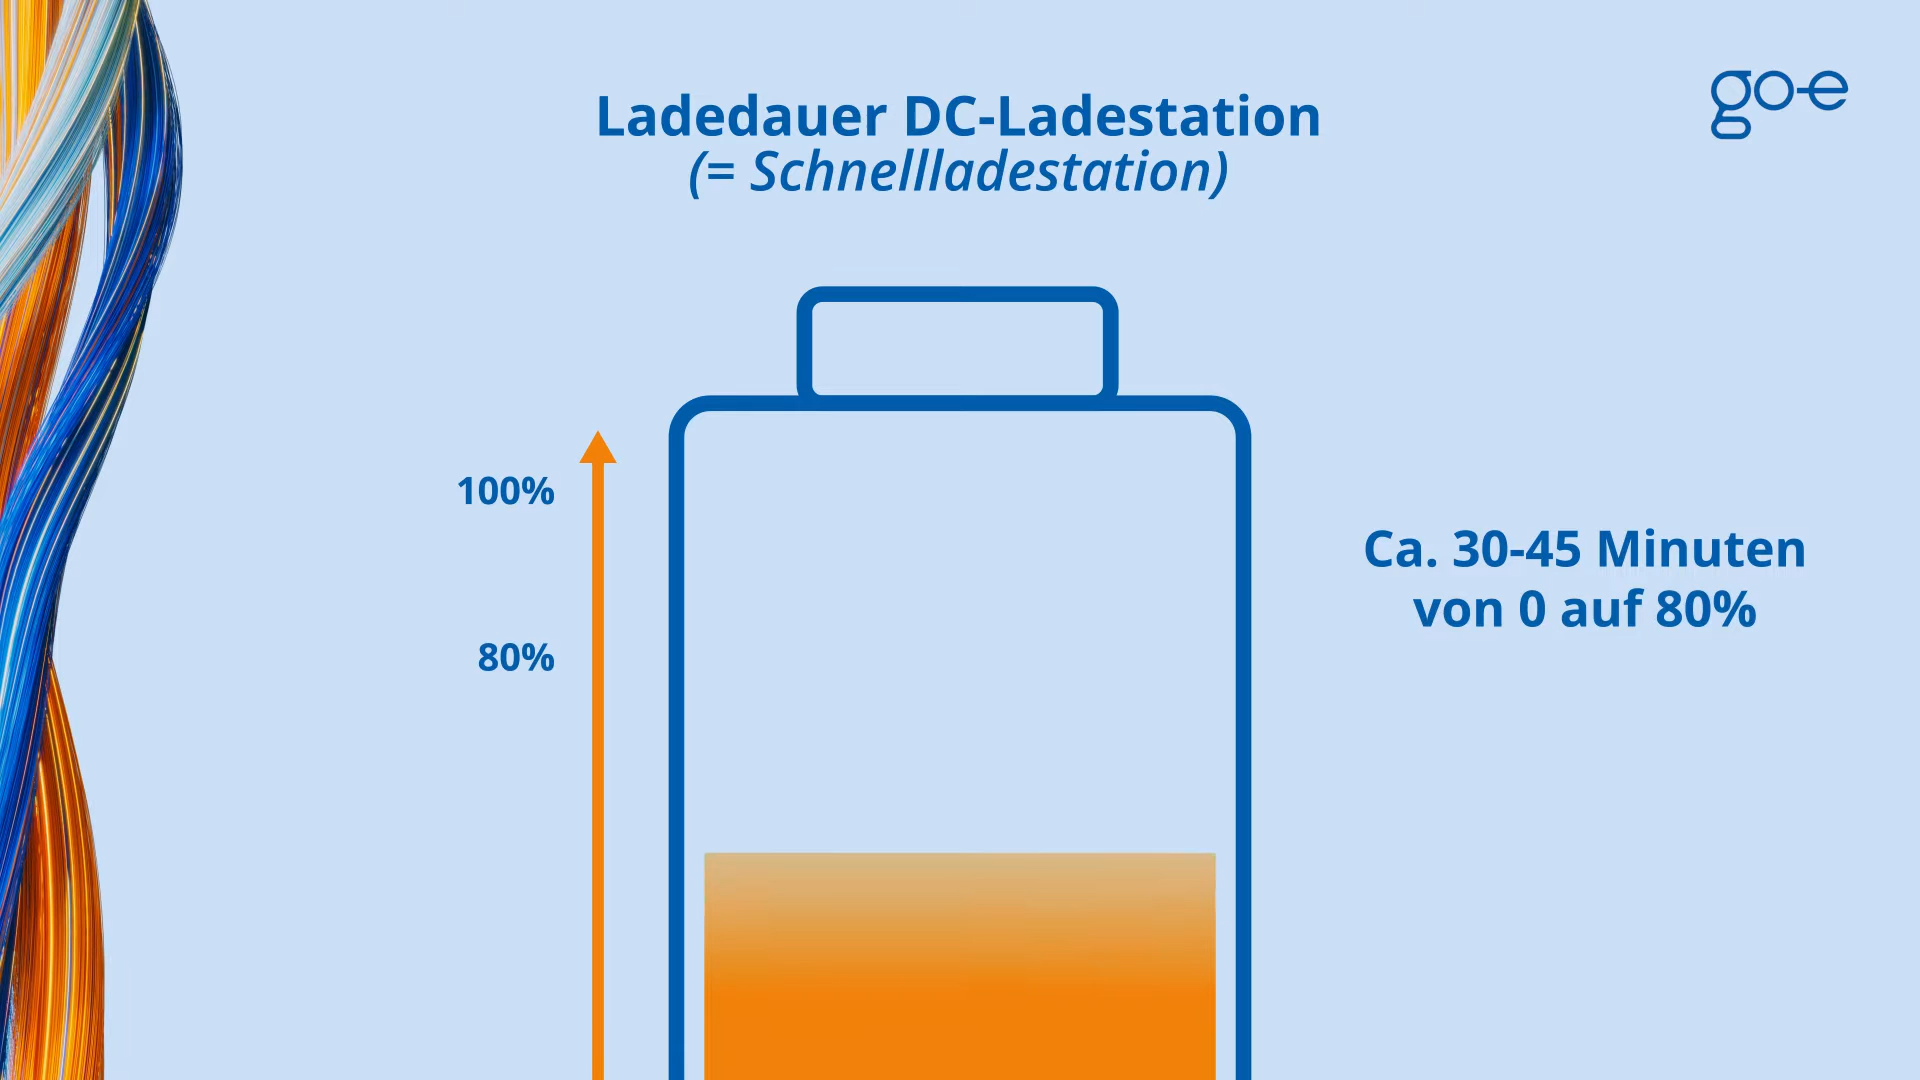 Ladedauer DC-Ladestation
(= Schnellladestation)
go-e
100%
80%
Ca. 30-45 Minuten
von 0 auf 80%